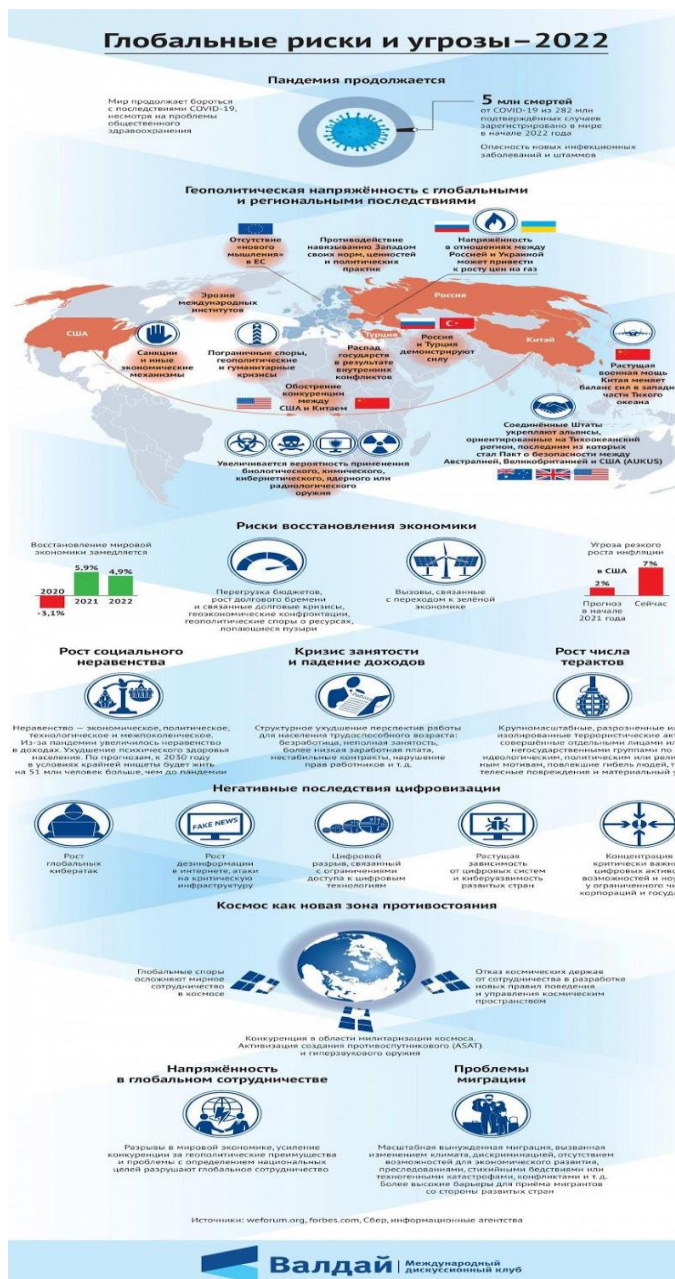 Глобальные риски и угрозы – 2022
Пандемия продолжается
Мир продолжает бороться
с последствиями COVID-19,
несмотря на проблемы
общественного
здравоохранения
5 млн смертей
от COVID-19 из 282 млн
подтверждённых случаев
зарегистрировано в мире
в начале 2022 года
Опасность новых инфекционных
заболеваний и штаммов
Геополитическая напряжённость с глобальными
и региональными последствиями
Отсутствие
«нового
мышления»
в ЕС
Противодействие
навязыванию Западом
своих норм, ценностей
и политических
практик
Напряжённость
в отношениях между
Россией и Украиной
может привести
к росту цен на газ
Эрозия
международных
институтов
Россия
США
Турция
Китай
Санкции
и иные
экономические
механизмы
Пограничные споры,
геополитические
и гуманитарные
кризисы
Распад
государств
в результате
внутренних
конфликтов
Россия
и Турция
демонстрируют
силу
Растущая
военная мощь
Китая меняет
баланс сил в запади
части Тихого
океана
Обострение
конкуренции
между
США и Китаем
Соединённые Штаты
укрепляют альянсы,
ориентированные на Тихоокеанский
регион, последним из которых
стал Пакт о безопасности между
Австралией, Великобританией и США (AUKUS)
Увеличивается вероятность применения
биологического, химического,
кибернетического, ядерного или
радиологического
оружия
Риски восстановления экономики
Восстановление мировой
экономики замедляется
2020
-3,1%
5,9%
2021
4,9%
2022
Перегрузка бюджетов,
рост долгового бремени
и связанные долговые кризисы,
геоэкономические конфронтации,
геополитические споры о ресурсах,
лопающиеся пузыри
Вызовы, связанные
с переходом к зелёной
экономике
Угроза резкого
роста инфляции
в США
7%
2%
Прогноз
в начале
2021 года
Сейчас
Рост социального
неравенства
Неравенство — экономическое, политическое,
технологическое и межпоколенческое.
Из-за пандемии увеличилось неравенство
в доходах. Ухудшение психического здоровья
населения. По прогнозам, к 2030 году
в условиях крайней нищеты будет жить
на 51 млн человек больше, чем до пандемии
Кризис занятости
и падение доходов
Структурное ухудшение перспектив работы
для населения трудоспособного возраста:
безработица, неполная занятость,
более низкая заработная плата,
нестабильные контракты, нарушение
прав работников и т. д.
Рост числа
терактов
Крупномасштабные, разрозненные ил
изолированные террористические ак
совершённые отдельными лицами ил
негосударственными группами по
идеологическим, политическим или рели
ным мотивам, повлекшие гибель людей, т
телесные повреждения и материальный у
Негативные последствия цифровизации
FAKE NEWS
Рост
глобальных
кибератак
Рост
дезинформации
в интернете, атаки
на критическую
инфраструктуру
Цифровой
разрыв, связанный
с ограничениями
доступа к цифровым
технологиям
Растущая
зависимость
от цифровых систем
и киберуязвимость
развитых стран
Концентрация
критически важн
цифровых активо
возможностей и ноу
у ограниченного чи
корпораций и госуда
Космос как новая зона противостояния
Глобальные споры
осложняют мирное
сотрудничество
в космосе
Отказ космических держав
от сотрудничества в разработке
новых правил поведения
и управления космическим
пространством
Конкуренция в области милитаризации космоса.
Активизация создания противоспутникового (ASAT)
и гиперзвукового оружия
Напряжённость
в глобальном сотрудничестве
Разрывы в мировой экономике, усиление
конкуренции за геополитические преимущества
и проблемы с определением национальных
целей разрушают глобальное сотрудничество
Проблемы
миграции
Масштабная вынужденная миграция, вызванная
изменением климата, дискриминацией, отсутствием
возможностей для экономического развития,
преследованиями, стихийными бедствиями или
техногенными катастрофами, конфликтами и т. д.
Более высокие барьеры для приёма мигрантов
со стороны развитых стран
Источники: weforum.org, forbes.com, Сбер, информационные агентства
Валдай
Международный
дискуссионный клуб